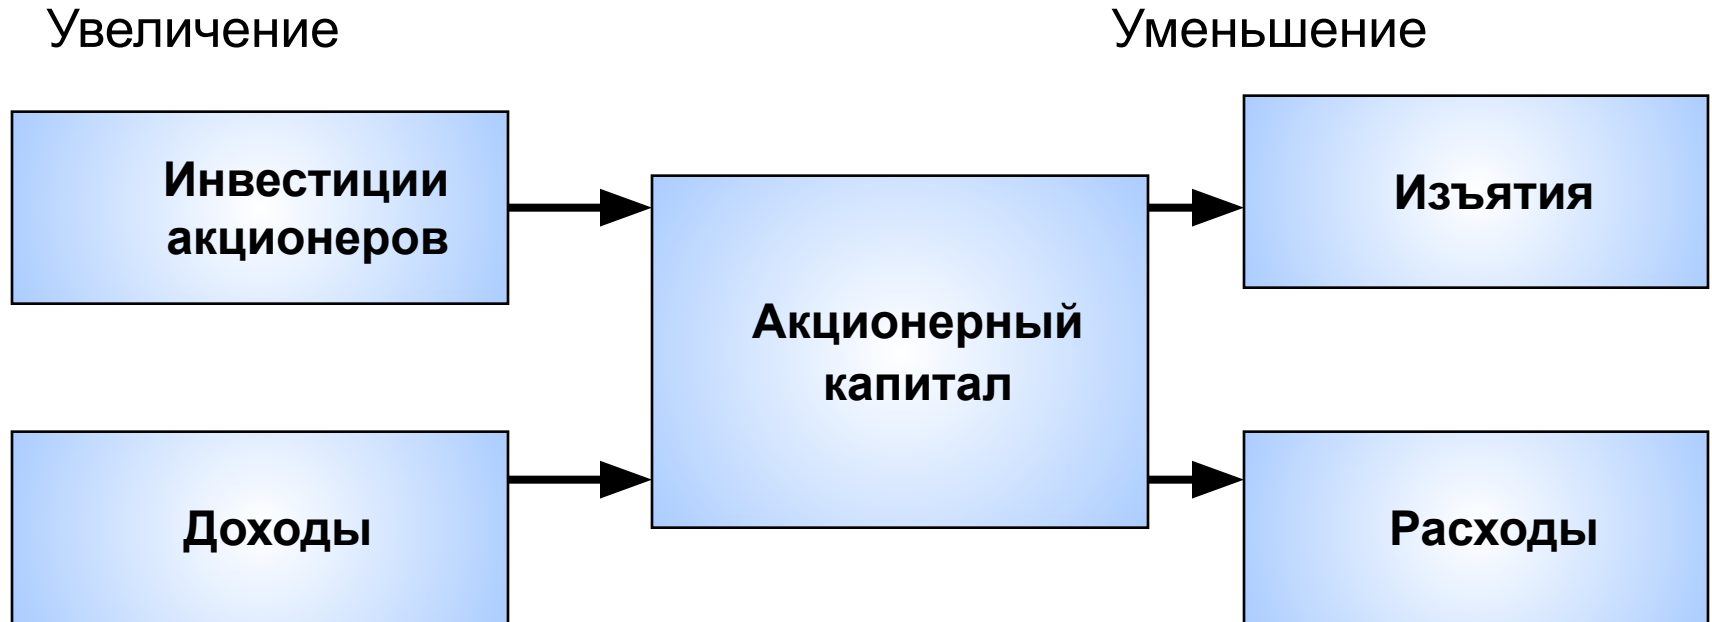 Увеличение
Уменьшение
Инвестиции
акционеров
Изъятия
Акционерный
капитал
Доходы
Расходы